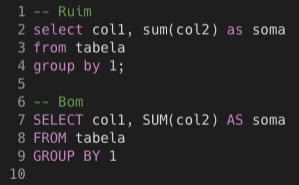 1 -- Ruim
2 select col1, sum(col2) as soma
3 from tabela
4 group by 1;
5
6 -- Bom
7 SELECT col1, SUM(col2) AS soma
8 FROM tabela
9 GROUP BY 1
10